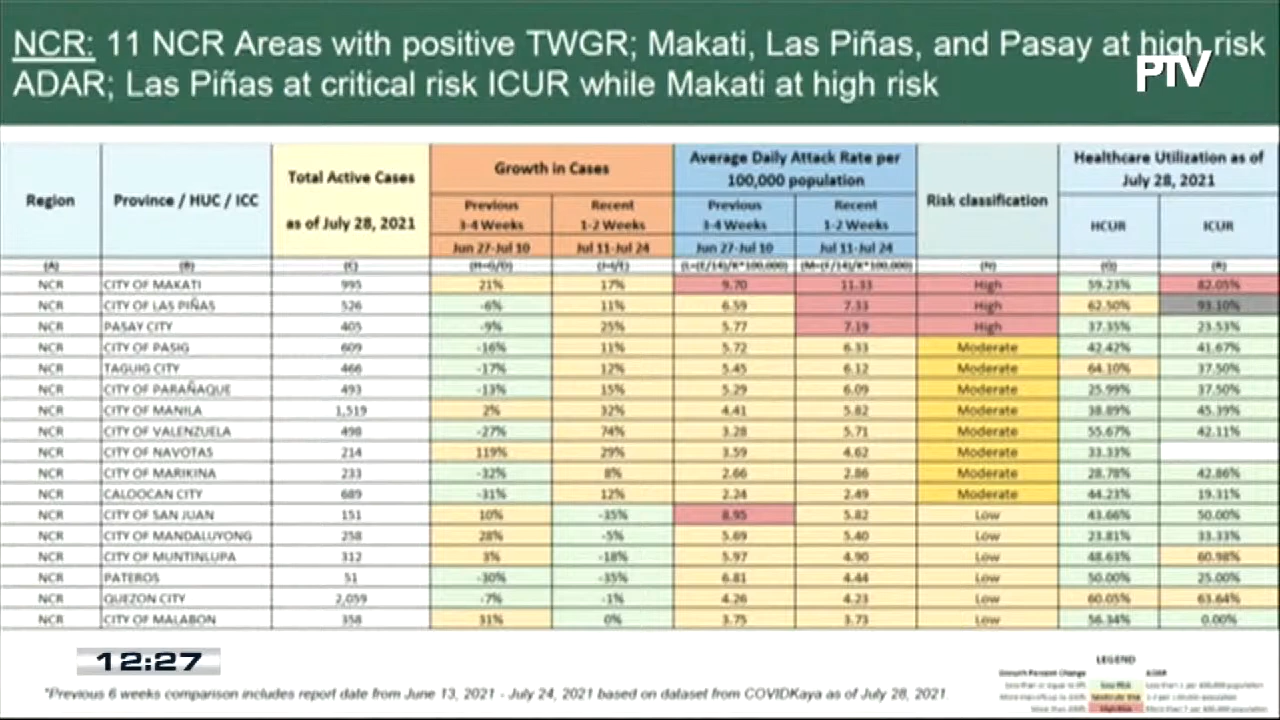 NCR: 11 NCR Areas with positive TWGR; Makati, Las Piñas, and Pasay at high risk
PTV
ADAR; Las Piñas at critical risk ICUR while Makati at high risk
Region
Province / HUC / ICC
Total Active Cases
as of July 28, 2021
Growth in Cases
Average Daily Attack Rate per
100,000 population
Risk classification
Healthcare Utilization as of
July 28, 2021
Previous
3-4 Weeks
Jun 27-Jul 10
Recent
1-2 Weeks
Jul 11-Jul 24
Previous
3-4 Weeks
Jun 27-Jul 10
Recent
1-2 Weeks
Jul 11-Jul 24
HCUR
ICUR
(A) (B) (C) (N)
NCR CITY OF MAKATI 995 21% 17% 9.70 11.33 High 59.23% 82.05%
NCR CITY OF LAS PIÑAS 526 -6% 11% 6.59 7.33 High 62.50% 93.10%
NCR PASAY CITY 405 -9% 25% 5.77 7.19 High 37.35% 23.53%
NCR CITY OF PASIG 609 -16% 11% 5.72 6.33 Moderate 42.42% 41.67%
NCR TAGUIG CITY 466 -17% 12% 5.45 6.12 Moderate 64.10% 37.50%
NCR CITY OF PARAÑAQUE 493 -13% 15% 5.29 6.09 Moderate 25.99% 37.50%
NCR CITY OF MANILA 1,519 2% 32% 4.41 5.82 Moderate 38.89% 45.39%
NCR CITY OF VALENZUELA 498 -27% 74% 3.28 5.71 Moderate 55.67% 42.11%
NCR CITY OF NAVOTAS 214 119% 29% 3.59 4.62 Moderate 33.33%
NCR CITY OF MARIKINA 233 -32% 8% 2.66 2.86 Moderate 28.78% 42.86%
NCR CALOOCAN CITY 689 -31% 12% 2.24 2.49 Moderate 44.23% 19.31%
NCR CITY OF SAN JUAN 151 10% -35% 8.95 5.82 Low 43.66% 50.00%
NCR CITY OF MANDALUYONG 258 28% -5% 5.69 5.40 Low 23.81% 33.33%
NCR CITY OF MUNTINLUPA 312 3% -18% 5.97 4.90 Low 48.63% 60.98%
NCR PATEROS 51 -30% -35% 6.81 4.44 Low 50.00% 25.00%
NCR QUEZON CITY 2,059 -7% -1% 4.26 4.23 Low 60.05% 63.64%
NCR CITY OF MALABON 358 31% 0% 3.75 3.73 Low 56.34% 0.00%
12:27
*Previous 6 weeks comparison includes report date from June 13, 2021 - July 24, 2021 based on dataset from COVIDKaya as of July 28, 2021
LEGEND
Growth Percent Change ADAR